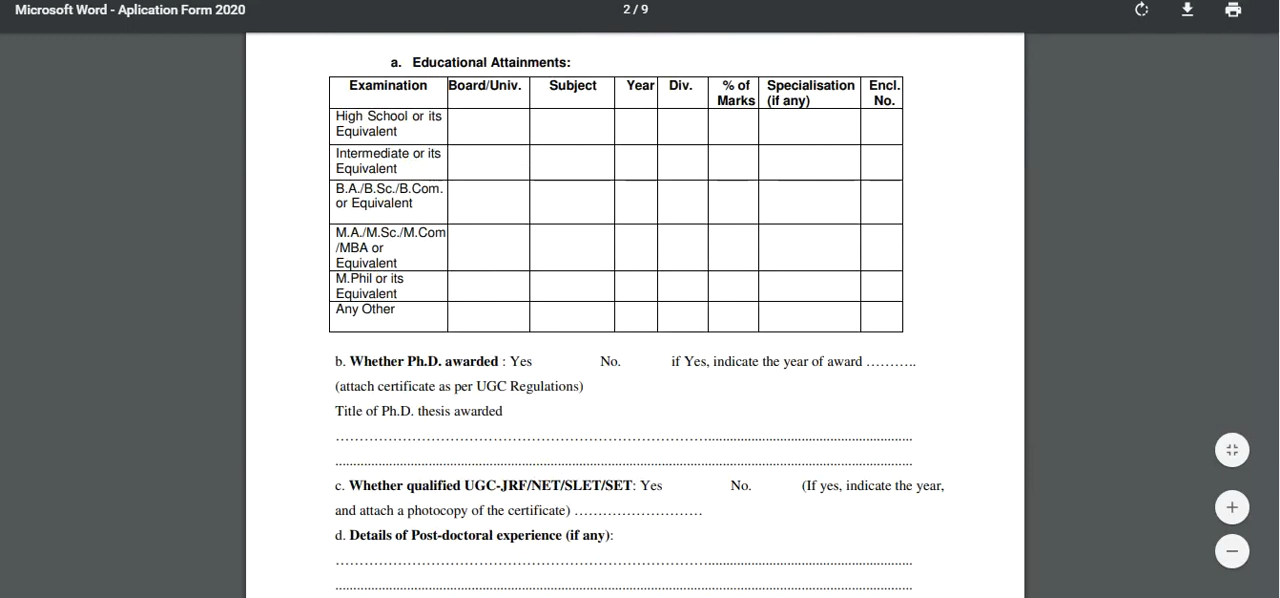 Microsoft Word - Aplication Form 2020
2 / 9
a. Educational Attainments:
Examination Board/Univ. Subject Year Div. % of Marks Specialisation (if any) Encl. No.
High School or its
Equivalent
Intermediate or its
Equivalent
B.A./B.Sc./B.Com.
or Equivalent
M.A./M.Sc./M.Com
/MBA or
Equivalent
M.Phil or its
Equivalent
Any Other
b. Whether Ph.D. awarded : Yes No. if Yes, indicate the year of award ..........
(attach certificate as per UGC Regulations)
Title of Ph.D. thesis awarded
c. Whether qualified UGC-JRF/NET/SLET/SET: Yes No. (If yes, indicate the year,
and attach a photocopy of the certificate) ..........................
d. Details of Post-doctoral experience (if any):